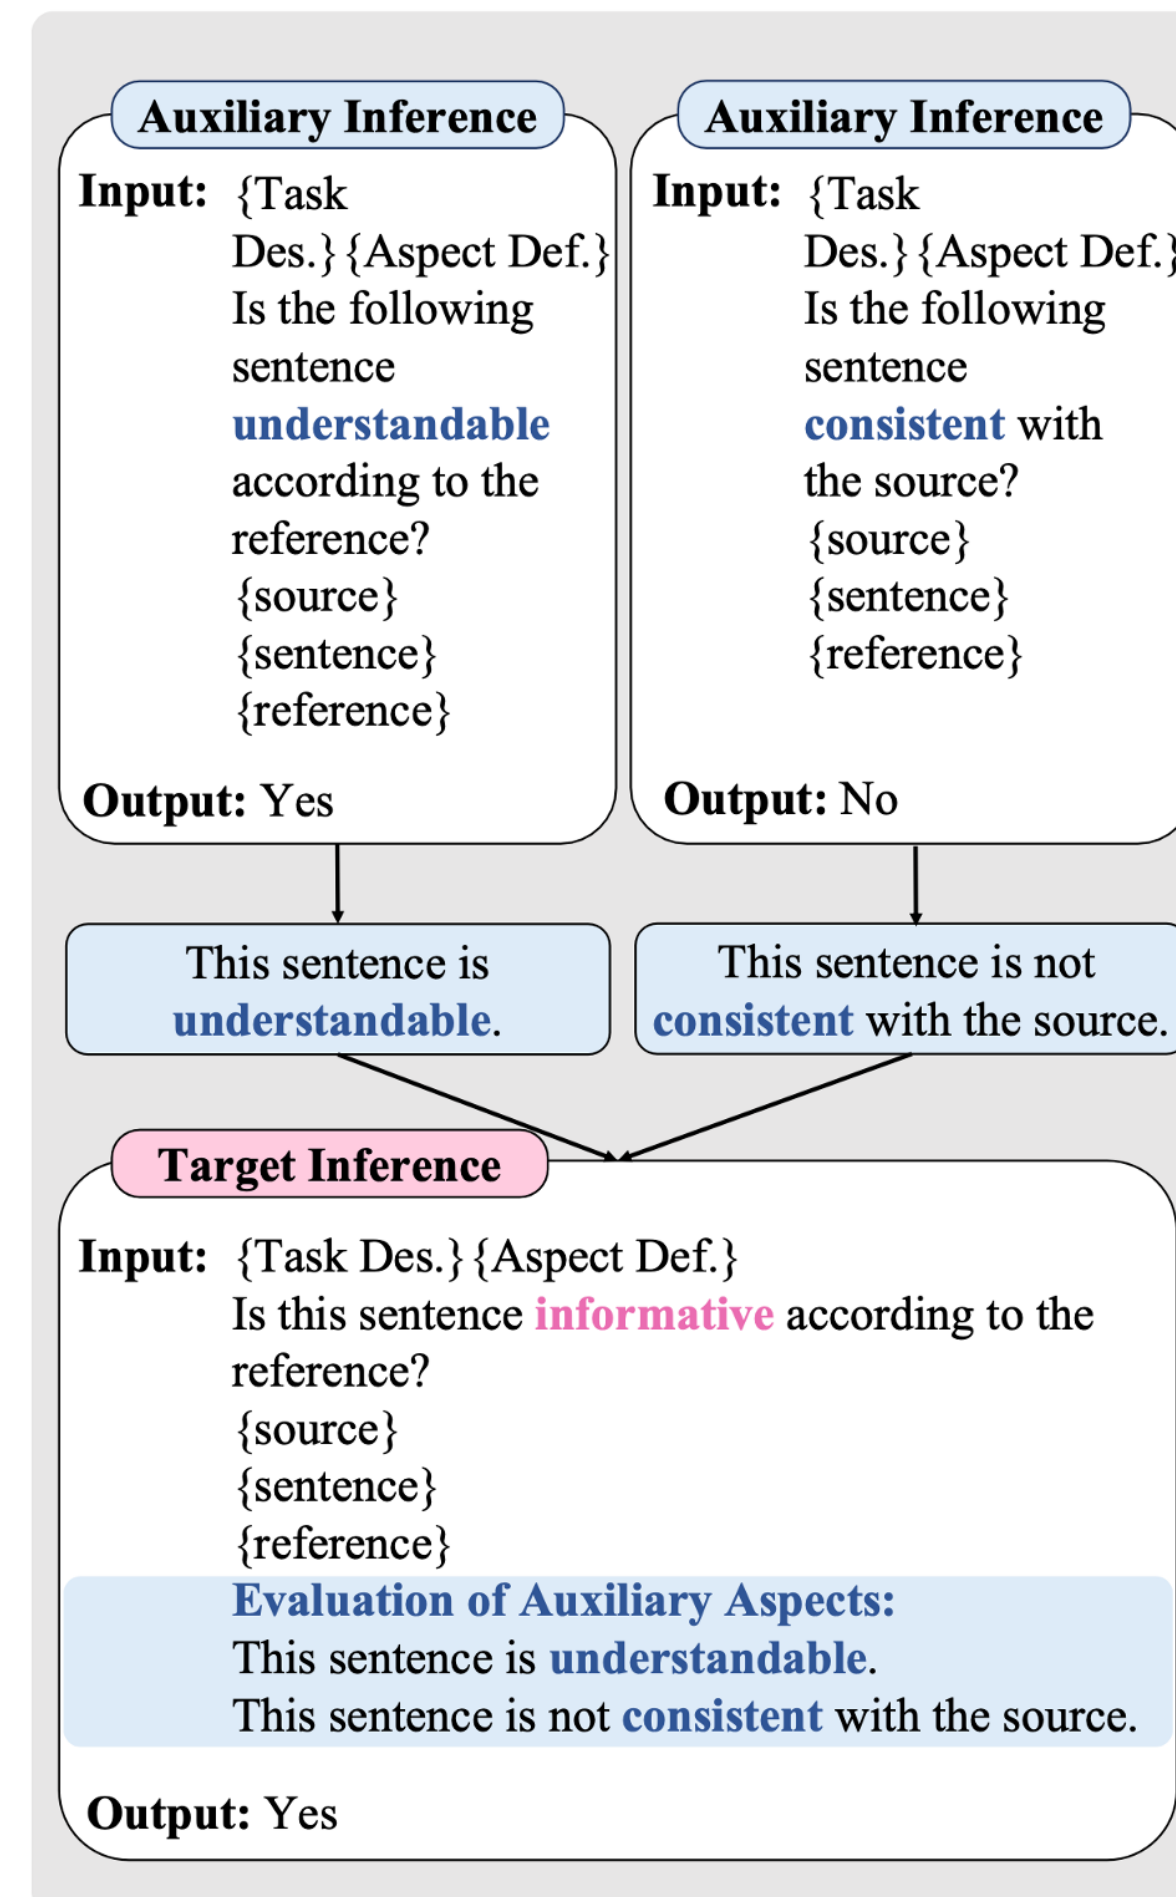 Auxiliary Inference
Input: {Task
Des.}{Aspect Def.}
Is the following
sentence
understandable
according to the
reference?
{source}
{sentence}
{reference}
Output: Yes
Auxiliary Inference
Input: {Task
Des.}{Aspect Def.}
Is the following
sentence
consistent with
the source?
{source}
{sentence}
{reference}
Output: No
This sentence is
understandable.
This sentence is not
consistent with the source.
Target Inference
Input: {Task Des.}{Aspect Def.}
Is this sentence informative according to the
reference?
{source}
{sentence}
{reference}
Evaluation of Auxiliary Aspects:
This sentence is understandable.
This sentence is not consistent with the source.
Output: Yes